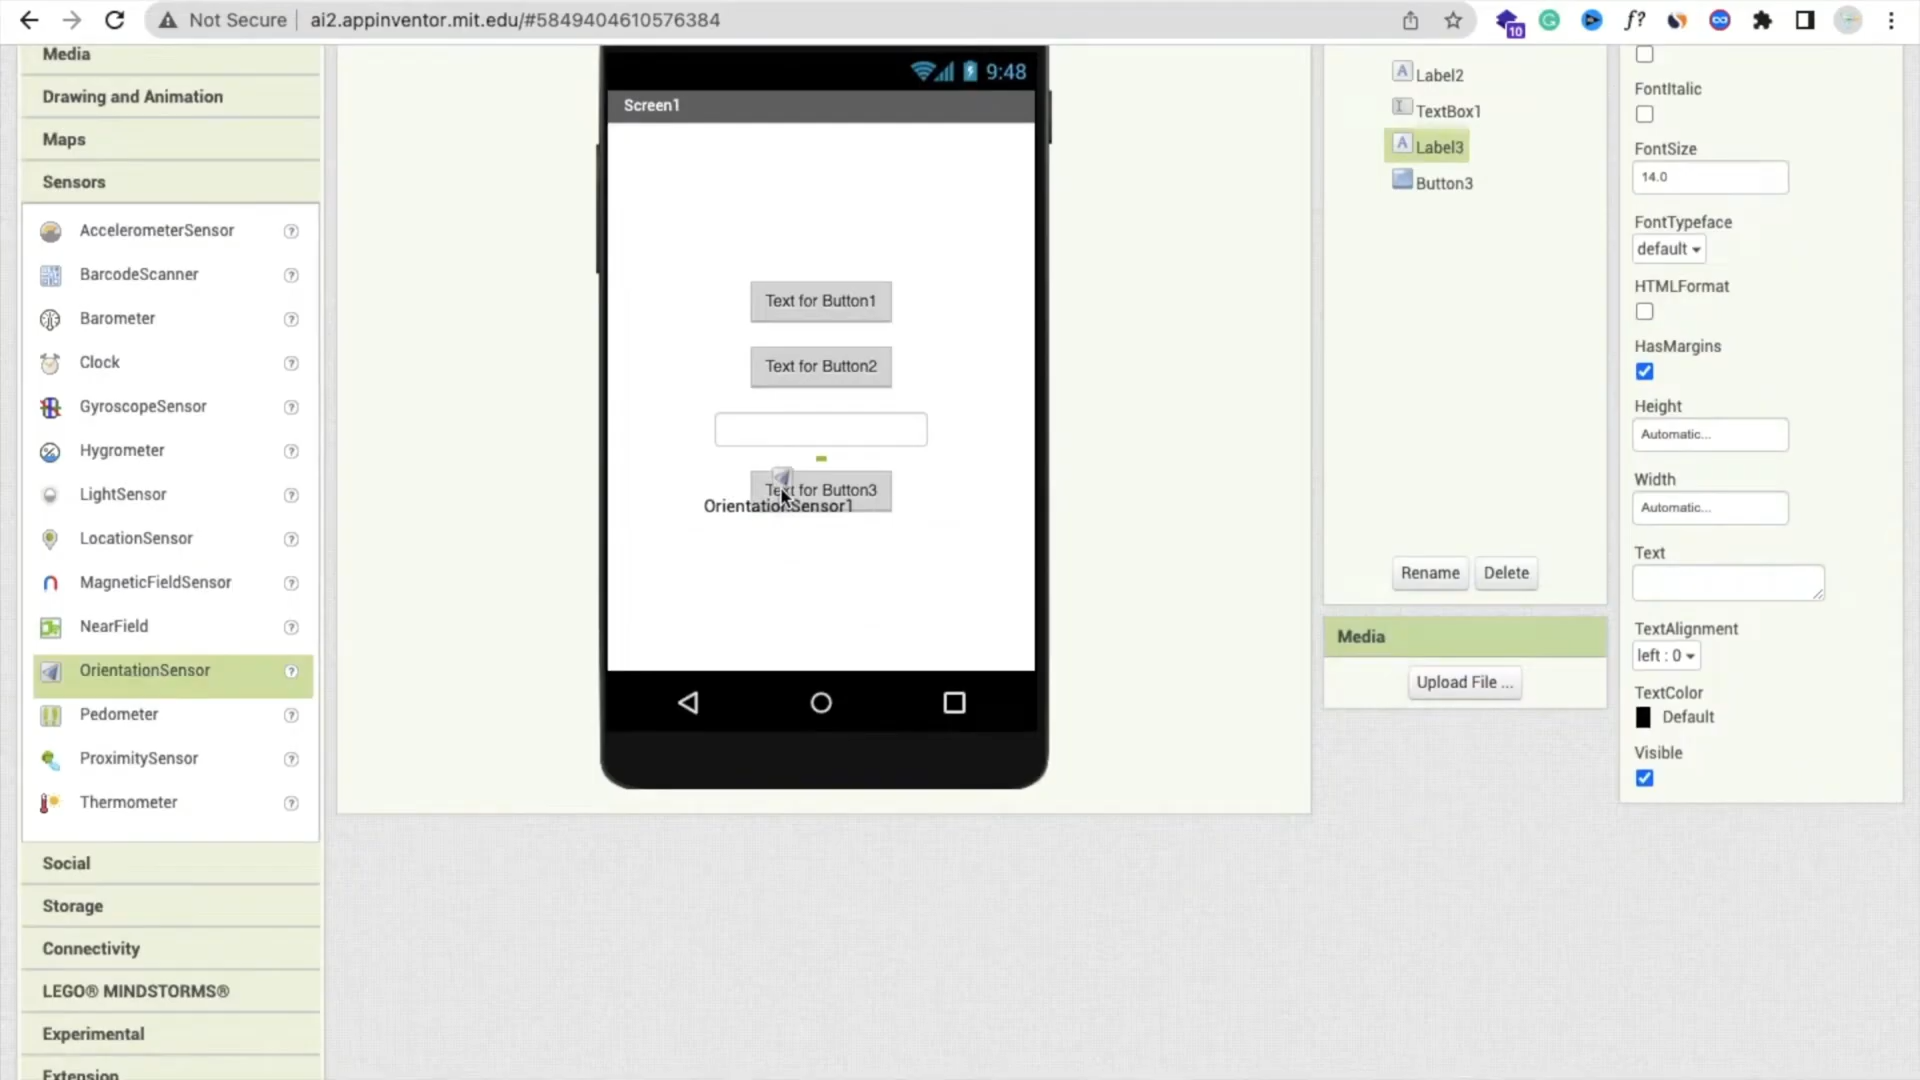 Not Secure
ai2.appinventor.mit.edu/#5849404610576384
f?
10
Media
Drawing and Animation
Maps
Sensors
AccelerometerSensor ?
BarcodeScanner ?
Barometer ?
Clock ?
GyroscopeSensor ?
Hygrometer ?
LightSensor ?
LocationSensor ?
MagneticFieldSensor ?
NearField ?
OrientationSensor ?
Pedometer ?
ProximitySensor ?
Thermometer ?
Social
Storage
Connectivity
LEGO® MINDSTORMS®
Experimental
Extension
9:48
Screen1
Text for Button1
Text for Button2
Text for Button3
OrientationSensor1
A Label2
TextBox1
A Label3
Button3
Rename
Delete
Media
Upload File ...
FontItalic
FontSize
14.0
FontTypeface
default
HTMLFormat
HasMargins
Height
Automatic...
Width
Automatic...
Text
TextAlignment
left : 0
TextColor
Default
Visible